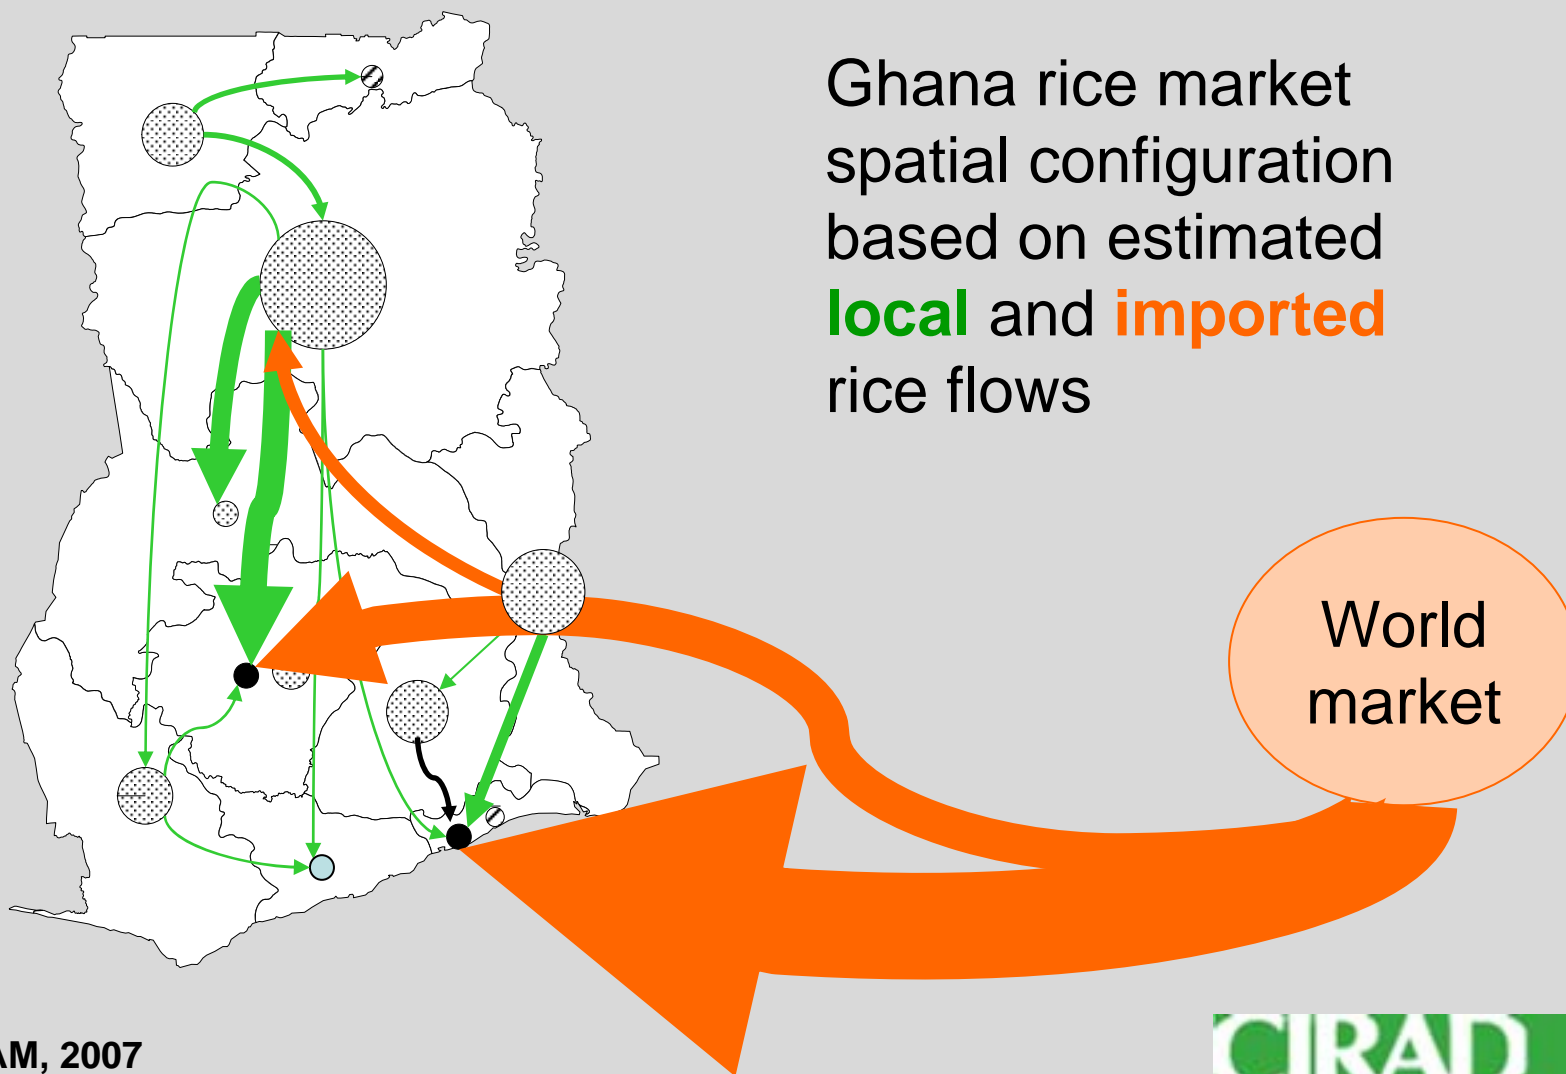 Ghana rice market
spatial configuration
based on estimated
local and imported
rice flows
World
market
AM, 2007
CIRAD